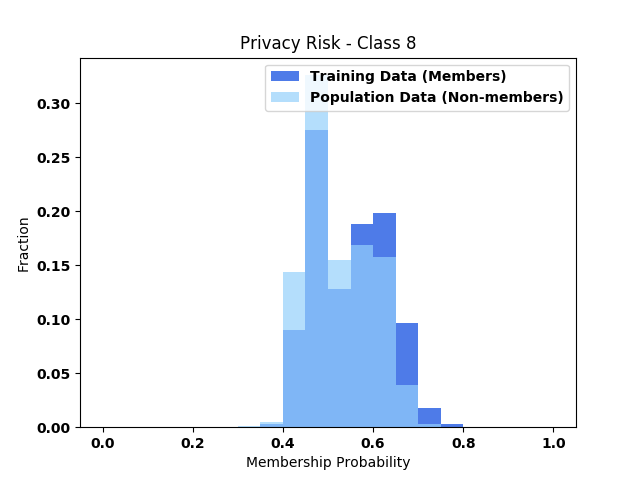 Privacy Risk - Class 8
Training Data (Members)
Population Data (Non-members)
Fraction
0.30
0.25
0.20
0.15
0.10
0.05
0.00
0.0 0.2 0.4 0.6 0.8 1.0
Membership Probability